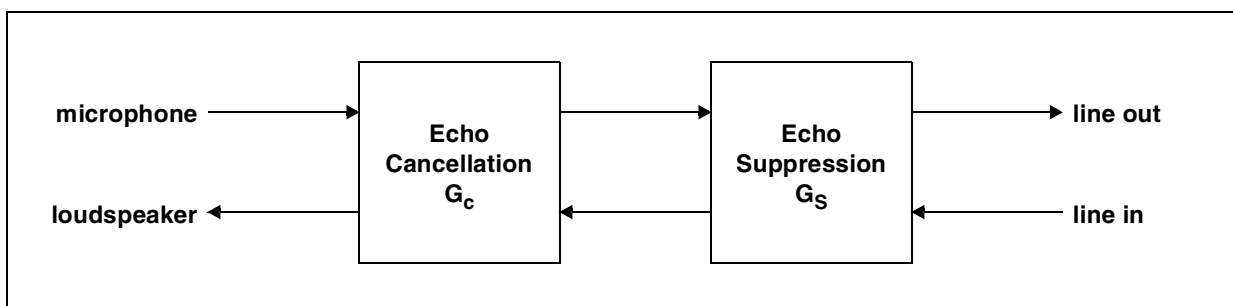 microphone
loudspeaker
Echo
Cancellation
Gc
Echo
Suppression
GS
line out
line in